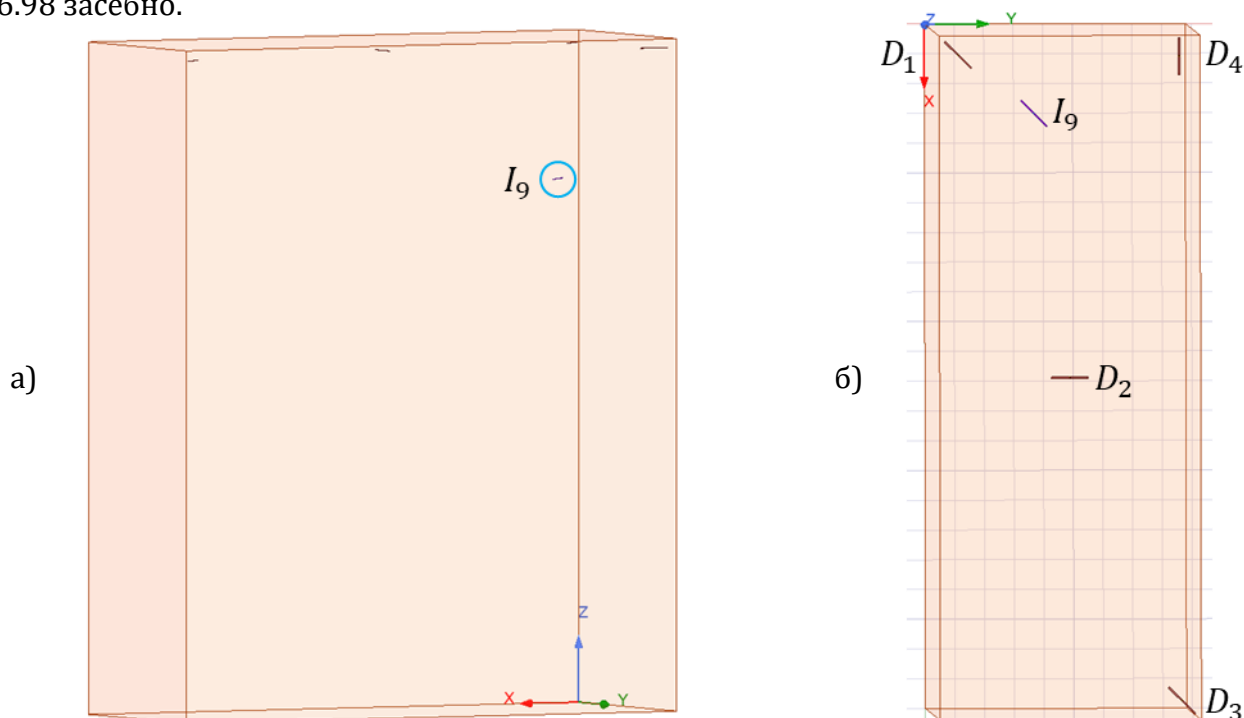 6.98 засебно.
Z
Y
D₁
D₄
X
I₉
I₉
а)
б)
D₂
Z
X
Y
D₃